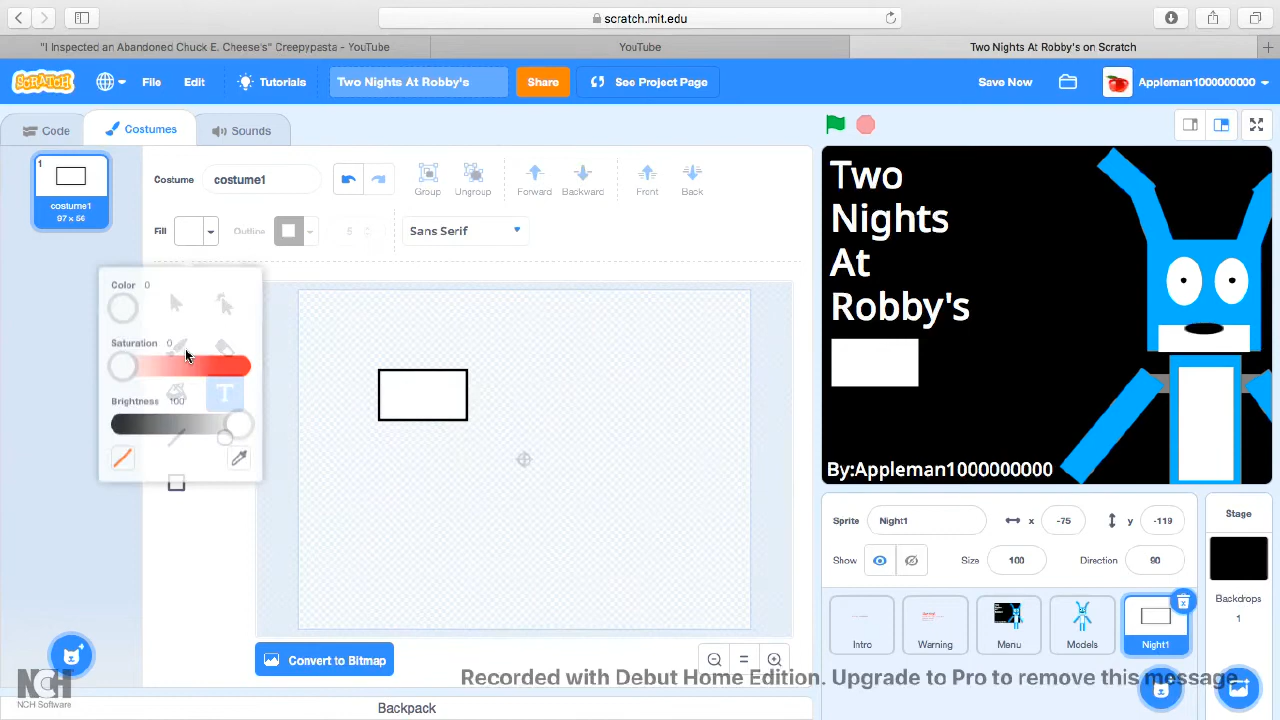 scratch.mit.edu
"I Inspected an Abandoned Chuck E. Cheese's" Creepypasta - YouTube
YouTube
Two Nights At Robby's on Scratch
SCRATCH
File
Edit
Tutorials
Two Nights At Robby's
Share
See Project Page
Save Now
Appleman1000000000
Code
Costumes
Sounds
1
costume1
97 x 56
Costume
costume1
Group
Ungroup
Forward
Backward
Front
Back
Fill
Outline
5
Sans Serif
Color 0
Saturation 0
Brightness 100
T
Convert to Bitmap
Backpack
Two
Nights
At
Robby's
By:Appleman1000000000
Sprite
Night1
x
-75
y
-119
Show
Size
100
Direction
90
Stage
Backdrops
1
Intro
Warning
Menu
Models
Night1
NCH
NCH Software
Recorded with Debut Home Edition. Upgrade to Pro to remove this message.